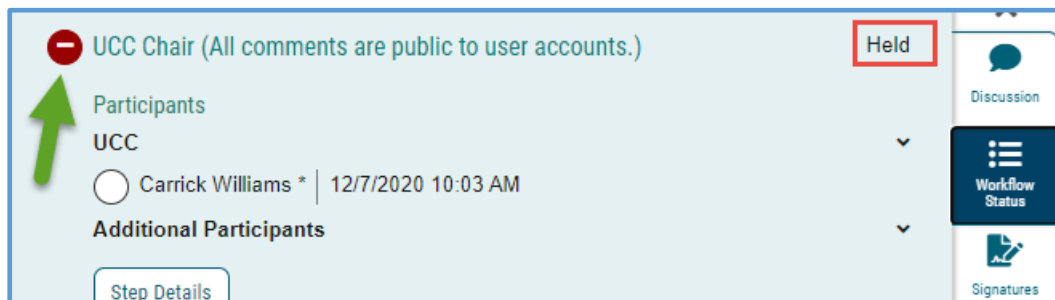 UCC Chair (All comments are public to user accounts.)
Held
Participants
UCC
Carrick Williams * | 12/7/2020 10:03 AM
Additional Participants
Step Details
Discussion
Workflow
Status
Signatures